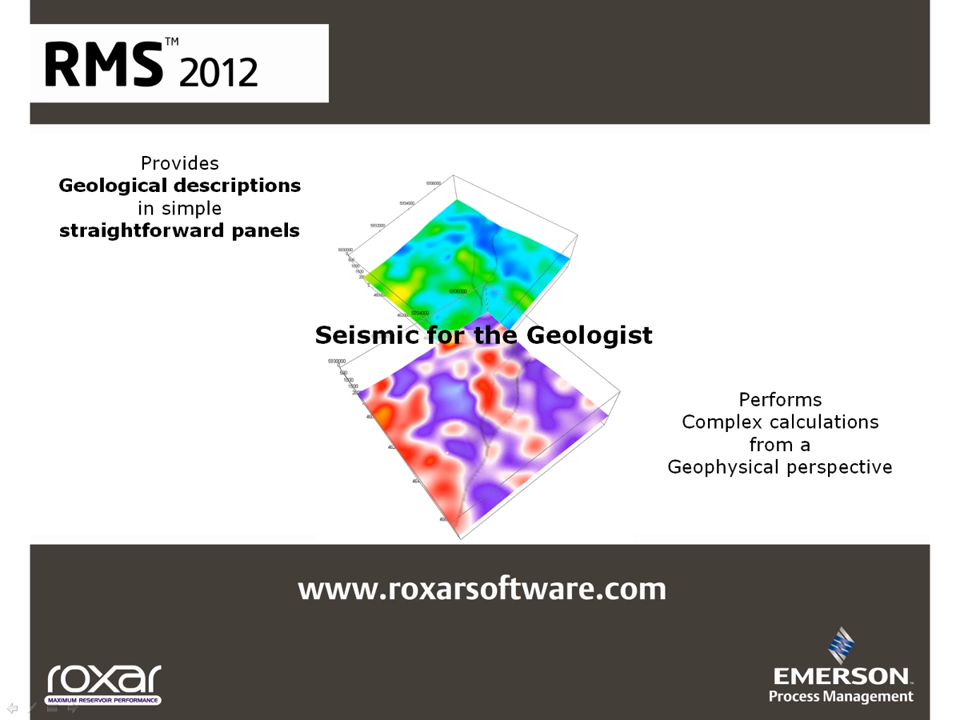 RMS™ 2012
Provides
Geological descriptions
in simple
straightforward panels
Seismic for the Geologist
Performs
Complex calculations
from a
Geophysical perspective
www.roxarsoftware.com
roxar
MAXIMUM RESERVOIR PERFORMANCE
EMERSON™
Process Management